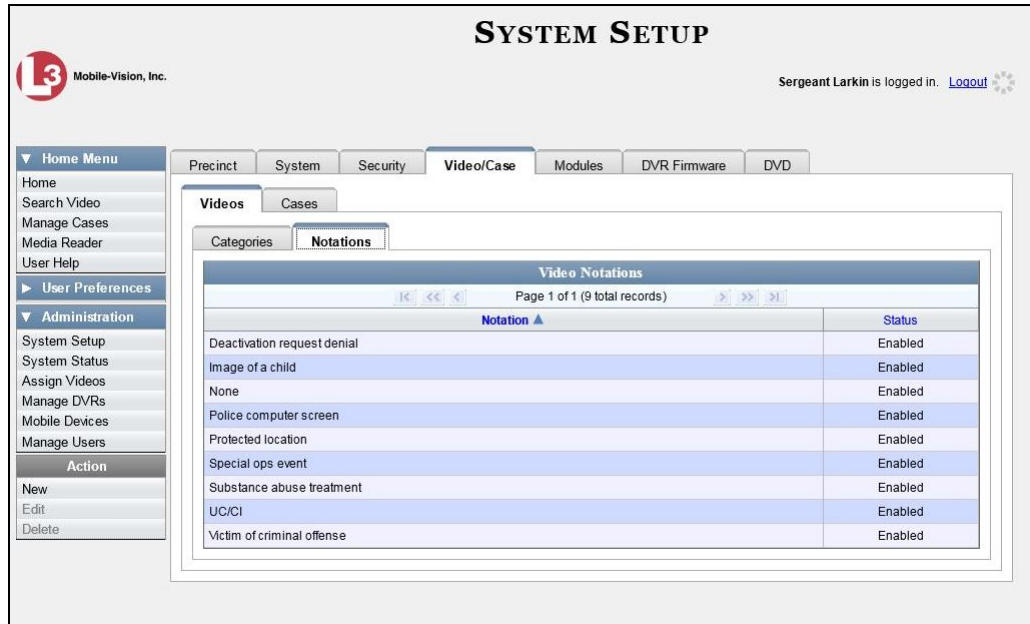 SYSTEM SETUP
L3 Mobile-Vision, Inc.
Sergeant Larkin is logged in. Logout
▼ Home Menu
Home
Search Video
Manage Cases
Media Reader
User Help
► User Preferences
▼ Administration
System Setup
System Status
Assign Videos
Manage DVRs
Mobile Devices
Manage Users
Action
New
Edit
Delete
Precinct System Security Video/Case Modules DVR Firmware DVD
Videos Cases
Categories Notations
Video Notations
|< << < Page 1 of 1 (9 total records) > >> >|
Notation ▲ Status
Deactivation request denial Enabled
Image of a child Enabled
None Enabled
Police computer screen Enabled
Protected location Enabled
Special ops event Enabled
Substance abuse treatment Enabled
UC/CI Enabled
Victim of criminal offense Enabled